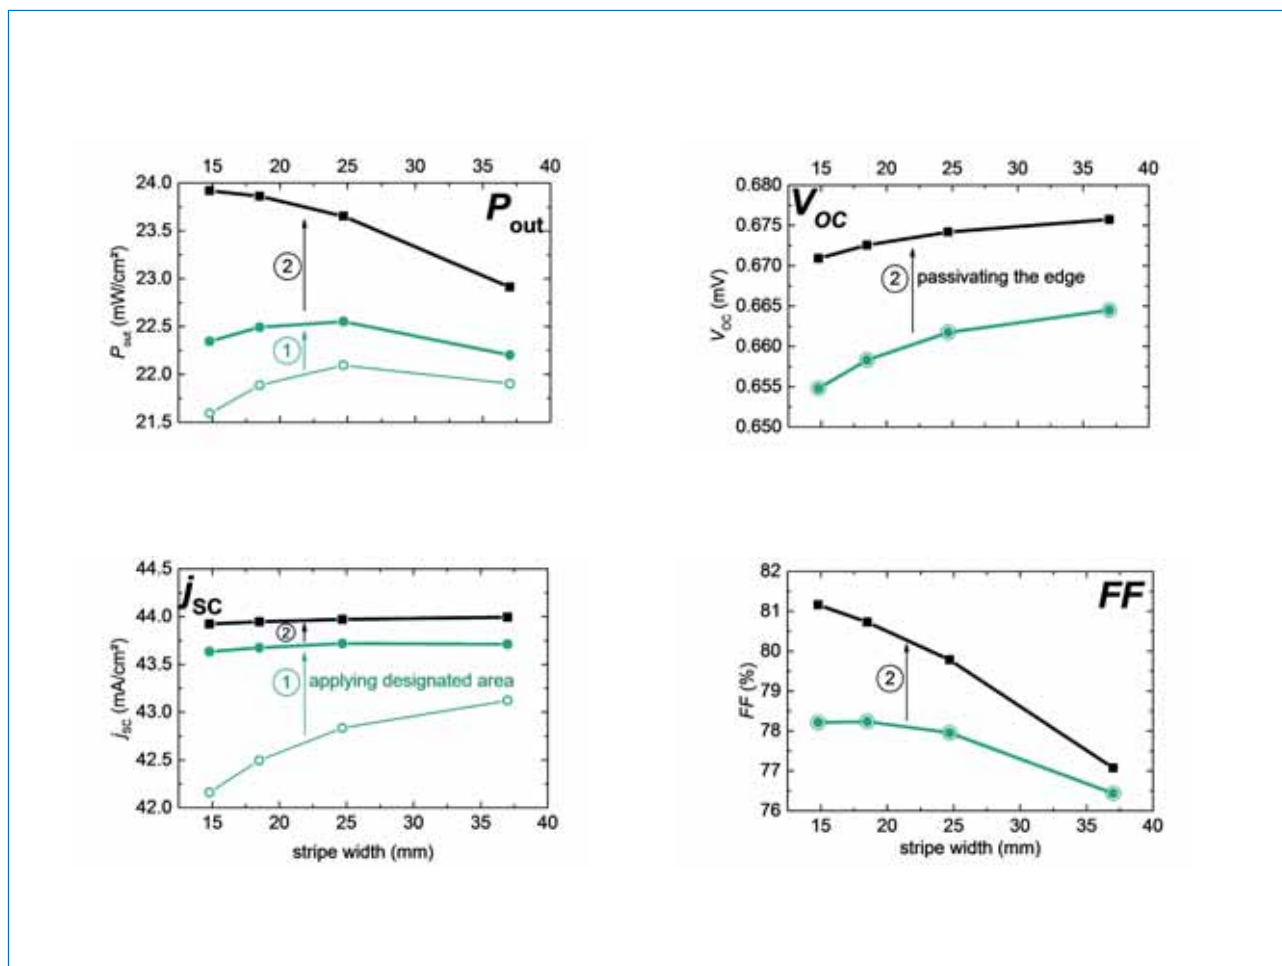 15 20 25 30 35 40
24.0
23.5
23.0
22.5
22.0
21.5
P_out (mW/cm²)
P_out
②
①
15 20 25 30 35 40
0.680
0.675
0.670
0.665
0.660
0.655
0.650
V_OC (mV)
V_OC
② passivating the edge
44.5
44.0
43.5
43.0
42.5
42.0
j_SC (mA/cm²)
j_SC
②
① applying designated area
15 20 25 30 35 40
stripe width (mm)
82
81
80
79
78
77
76
FF (%)
FF
②
15 20 25 30 35 40
stripe width (mm)